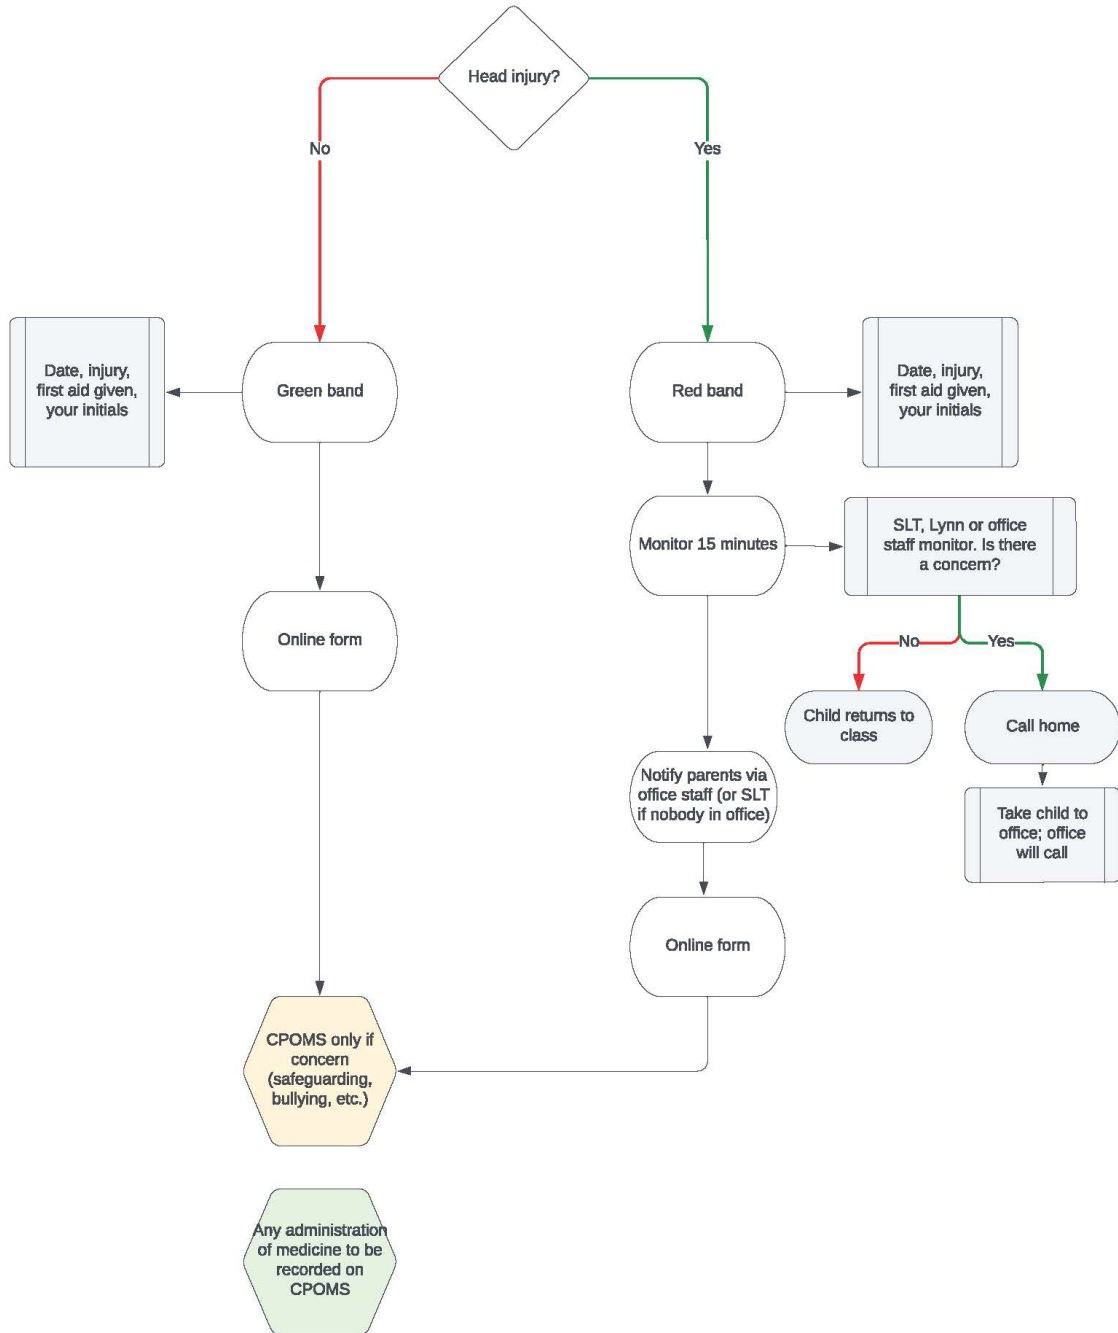 Head injury?
No
Yes
Date, injury,
first aid given,
your initials
Green band
Red band
Date, injury,
first aid given,
your initials
Monitor 15 minutes
SLT, Lynn or office
staff monitor. Is there
a concern?
Online form
No
Yes
Child returns to
class
Call home
Notify parents via
office staff (or SLT
if nobody in office)
Take child to
office; office
will call
Online form
CPOMS only if
concern
(safeguarding,
bullying, etc.)
Any administration
of medicine to be
recorded on
CPOMS